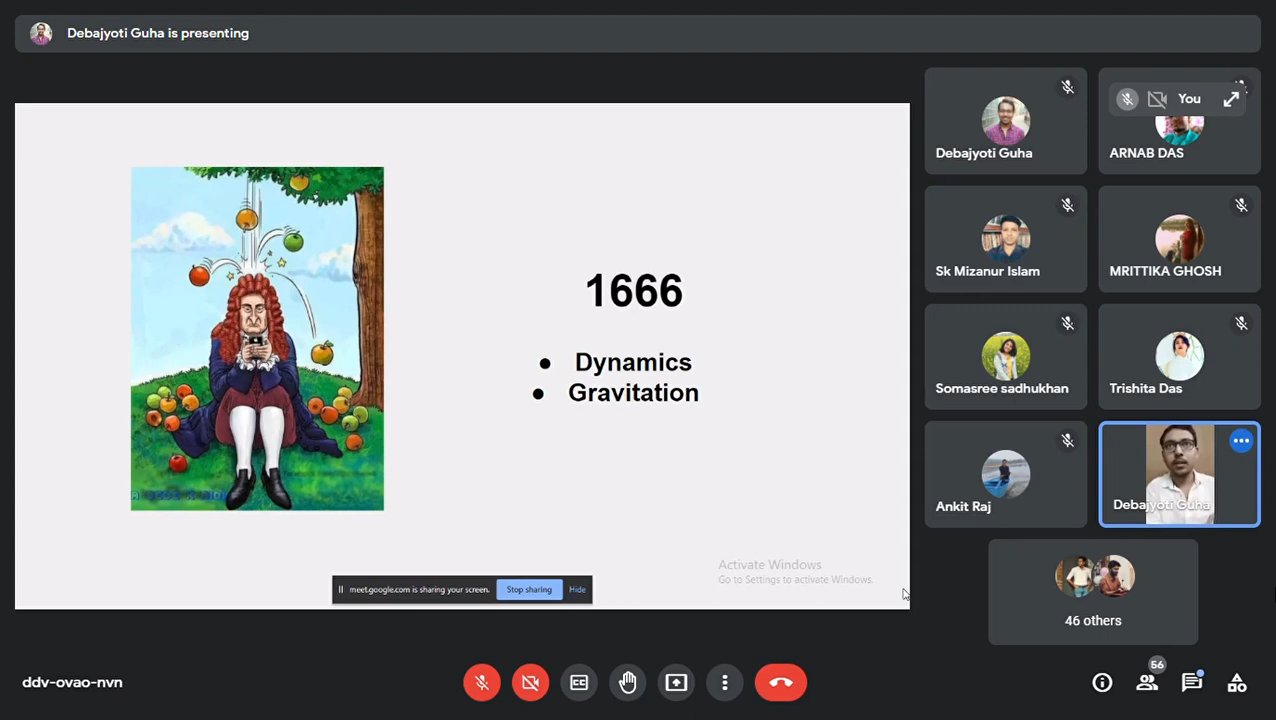 Debajyoti Guha is presenting
Debajyoti Guha
You
ARNAB DAS
1666
Dynamics
Gravitation
Sk Mizanur Islam
MRITTIKA GHOSH
Somasree sadhukhan
Trishita Das
Ankit Raj
Debajyoti Guha
Activate Windows
Go to Settings to activate Windows.
meet.google.com is sharing your screen.
Stop sharing
Hide
46 others
ddv-ovao-nvn
CC
56